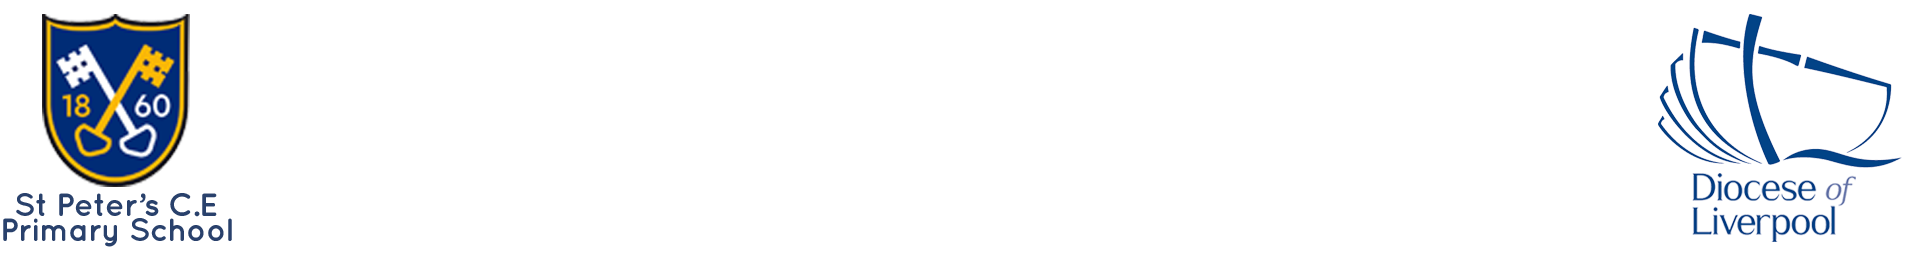 18 60
St Peter’s C.E
Primary School
Diocese of
Liverpool